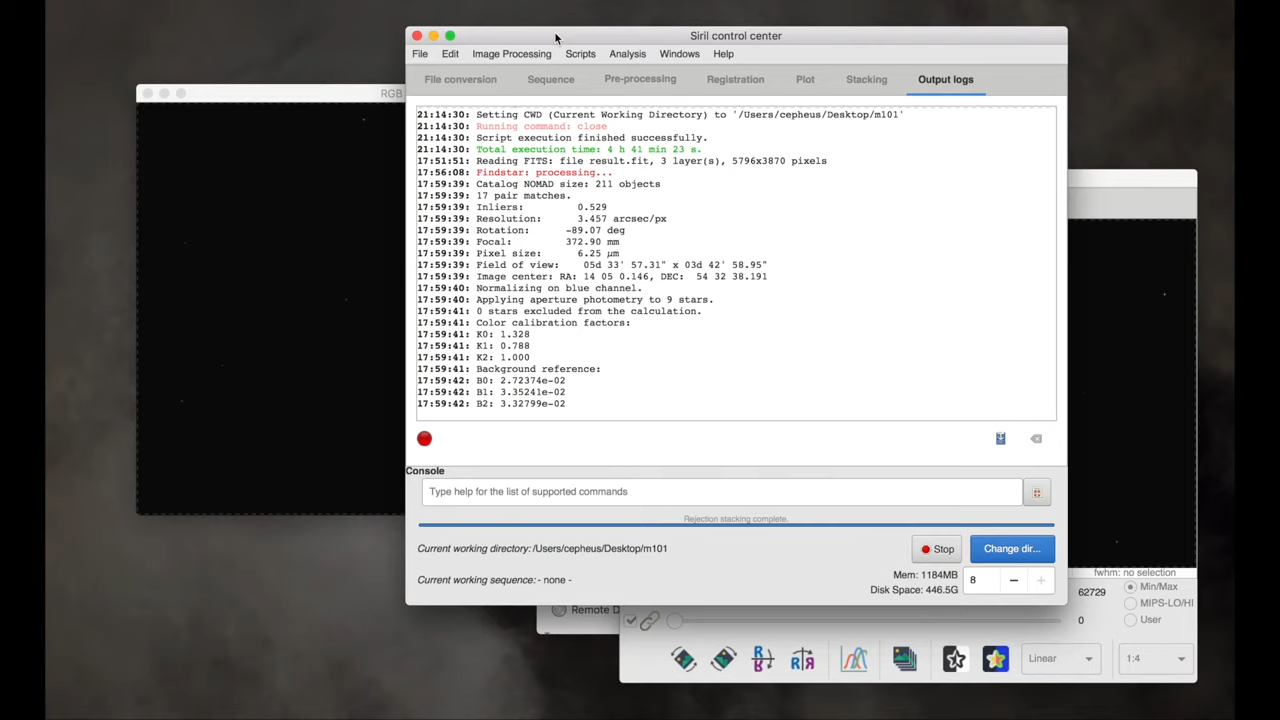 Siril control center
File Edit Image Processing Scripts Analysis Windows Help
RGB
File conversion Sequence Pre-processing Registration Plot Stacking Output logs
21:14:30: Setting CWD (Current Working Directory) to '/Users/cepheus/Desktop/m101'
21:14:30: Running command: close
21:14:30: Script execution finished successfully.
21:14:30: Total execution time: 4 h 41 min 23 s.
17:51:51: Reading FITS: file result.fit, 3 layer(s), 5796x3870 pixels
17:56:08: Findstar: processing...
17:59:39: Catalog NOMAD size: 211 objects
17:59:39: 17 pair matches.
17:59:39: Inliers: 0.529
17:59:39: Resolution: 3.457 arcsec/px
17:59:39: Rotation: -89.07 deg
17:59:39: Focal: 372.90 mm
17:59:39: Pixel size: 6.25 µm
17:59:39: Field of view: 05d 33' 57.31" x 03d 42' 58.95"
17:59:39: Image center: RA: 14 05 0.146, DEC: 54 32 38.191
17:59:40: Normalizing on blue channel.
17:59:40: Applying aperture photometry to 9 stars.
17:59:41: 0 stars excluded from the calculation.
17:59:41: Color calibration factors:
17:59:41: K0: 1.328
17:59:41: K1: 0.788
17:59:41: K2: 1.000
17:59:41: Background reference:
17:59:42: B0: 2.72374e-02
17:59:42: B1: 3.35241e-02
17:59:42: B2: 3.32799e-02
Console
Type help for the list of supported commands
Rejection stacking complete.
Current working directory: /Users/cepheus/Desktop/m101
Stop
Change dir...
Current working sequence: - none -
Mem: 1184MB
Disk Space: 446.5G
8
fwhm: no selection
62729
Min/Max
MIPS-LO/HI
0
User
Remote D
Linear
1:4